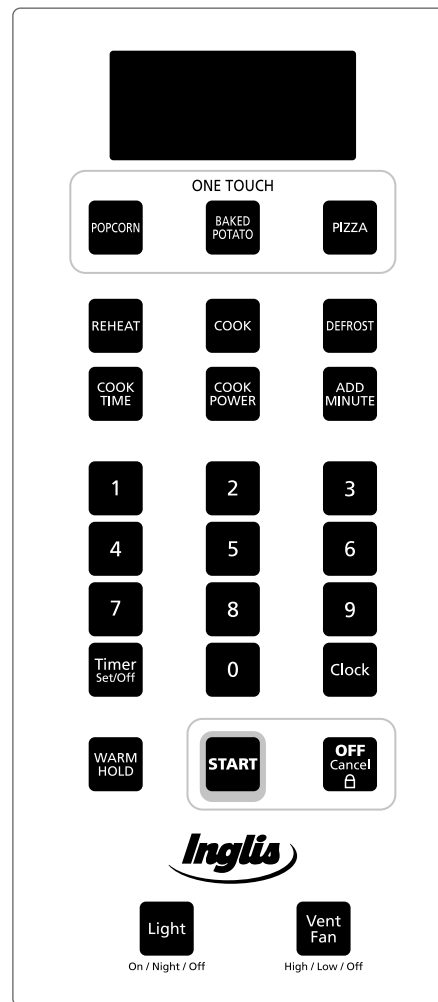 ONE TOUCH
POPCORN
BAKED
POTATO
PIZZA
REHEAT
COOK
DEFROST
COOK
TIME
COOK
POWER
ADD
MINUTE
1
2
3
4
5
6
7
8
9
Timer
Set/Off
0
Clock
WARM
HOLD
START
OFF
Cancel
Inglis
Light
On / Night / Off
Vent
Fan
High / Low / Off